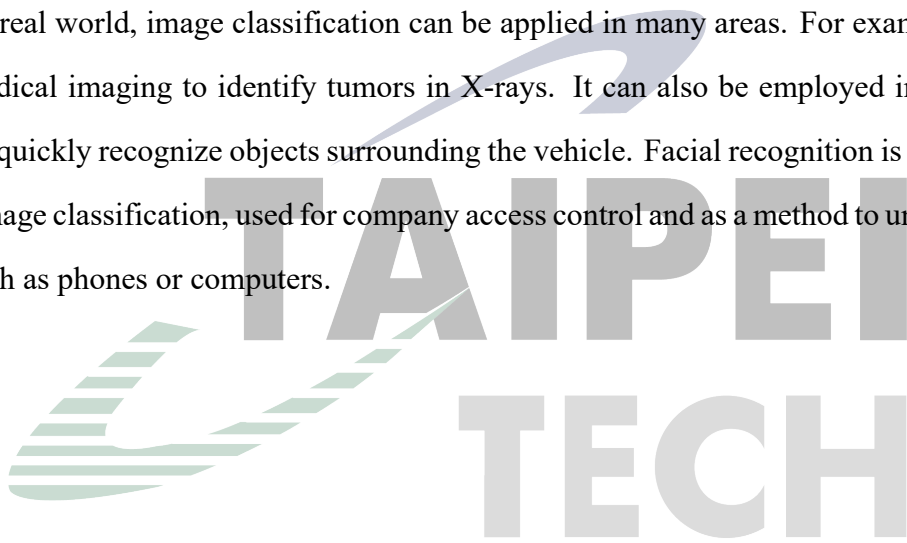 real world, image classification can be applied in many areas. For exam
dical imaging to identify tumors in X-rays. It can also be employed in
quickly recognize objects surrounding the vehicle. Facial recognition is
age classification, used for company access control and as a method to un
h as phones or computers.
TAIPEI
TECH